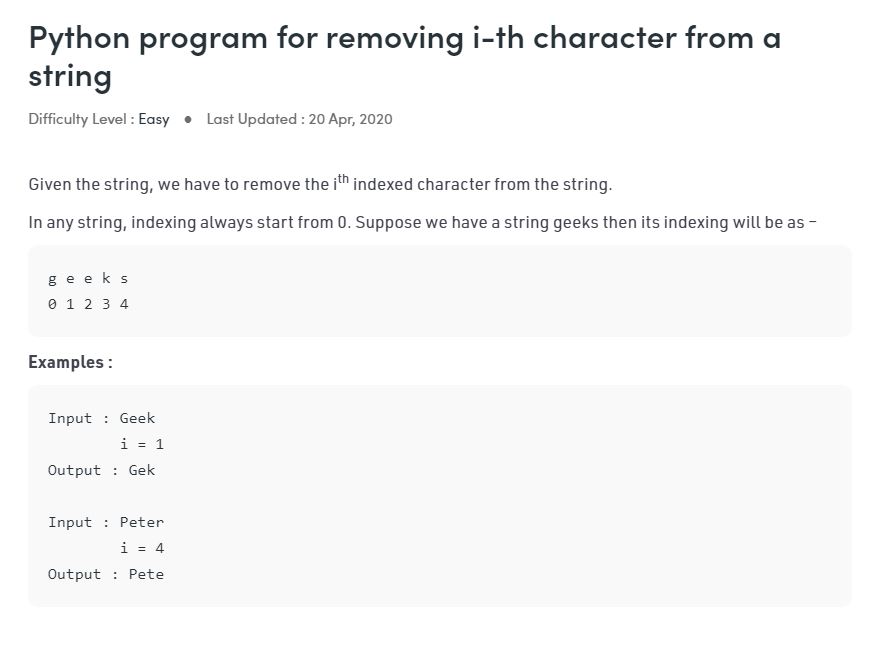 Python program for removing i-th character from a
string
Difficulty Level : Easy ● Last Updated : 20 Apr, 2020
Given the string, we have to remove the ith indexed character from the string.
In any string, indexing always start from 0. Suppose we have a string geeks then its indexing will be as –
g e e k s
0 1 2 3 4
Examples :
Input : Geek
i = 1
Output : Gek
Input : Peter
i = 4
Output : Pete